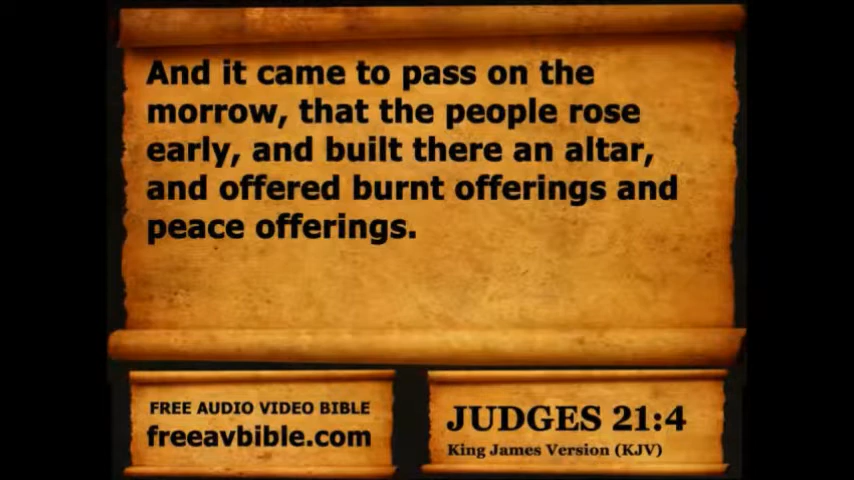 And it came to pass on the
morrow, that the people rose
early, and built there an altar,
and offered burnt offerings and
peace offerings.
FREE AUDIO VIDEO BIBLE
freeavbible.com
JUDGES 21:4
King James Version (KJV)